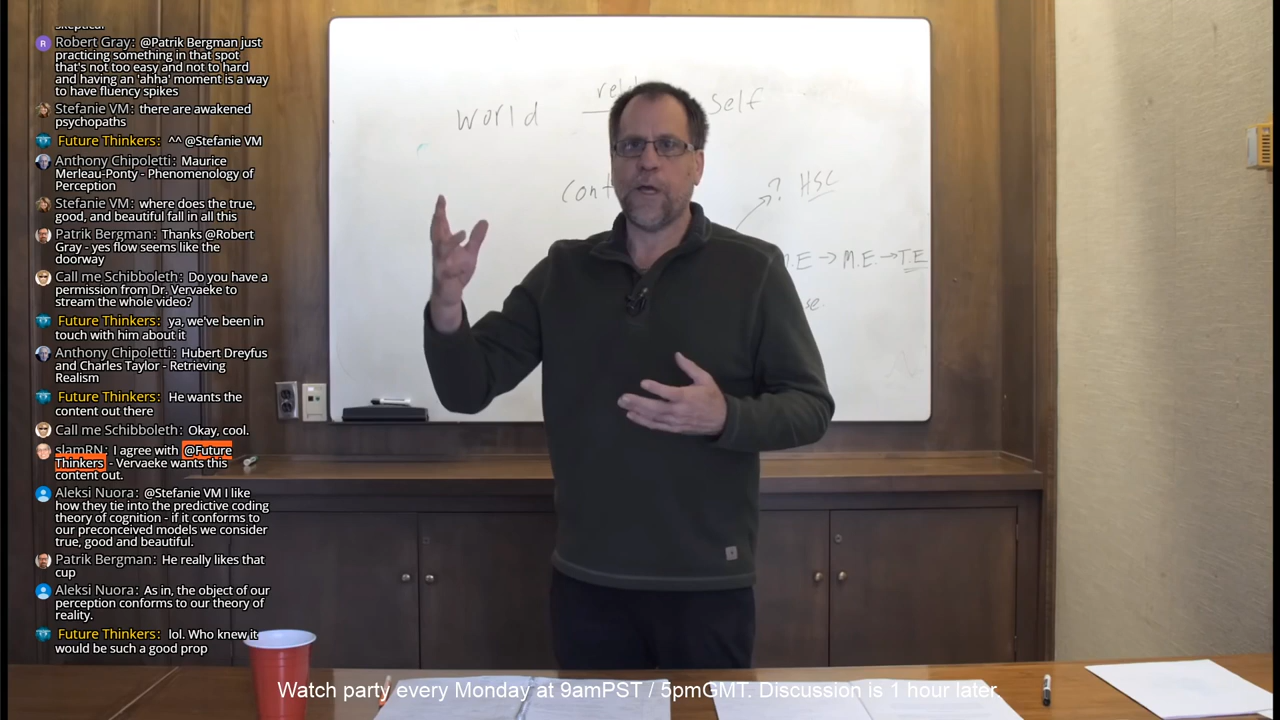 skeptical
Robert Gray: @Patrik Bergman just
practicing something in that spot
that's not too easy and not to hard
and having an 'ahha' moment is a way
to have fluency spikes
Stefanie VM: there are awakened
psychopaths
Future Thinkers: ^^ @Stefanie VM
Anthony Chipoletti: Maurice
Merleau-Ponty - Phenomenology of
Perception
Stefanie VM: where does the true,
good, and beautiful fall in all this
Patrik Bergman: Thanks @Robert
Gray - yes flow seems like the
doorway
Call me Schibboleth: Do you have a
permission from Dr. Vervaeke to
stream the whole video?
Future Thinkers: ya, we've been in
touch with him about it
Anthony Chipoletti: Hubert Dreyfus
and Charles Taylor - Retrieving
Realism
Future Thinkers: He wants the
content out there
Call me Schibboleth: Okay, cool.
slamRN: I agree with @Future
Thinkers - Vervaeke wants this
content out.
Aleksi Nuora: @Stefanie VM I like
how they tie into the predictive coding
theory of cognition - if it conforms to
our preconceived models we consider
true, good and beautiful.
Patrik Bergman: He really likes that
cup
Aleksi Nuora: As in, the object of our
perception conforms to our theory of
reality.
Future Thinkers: lol. Who knew it
would be such a good prop
world rel self
cont ? HSC
.E → M.E → T.E
se.
Watch party every Monday at 9amPST / 5pmGMT. Discussion is 1 hour later.